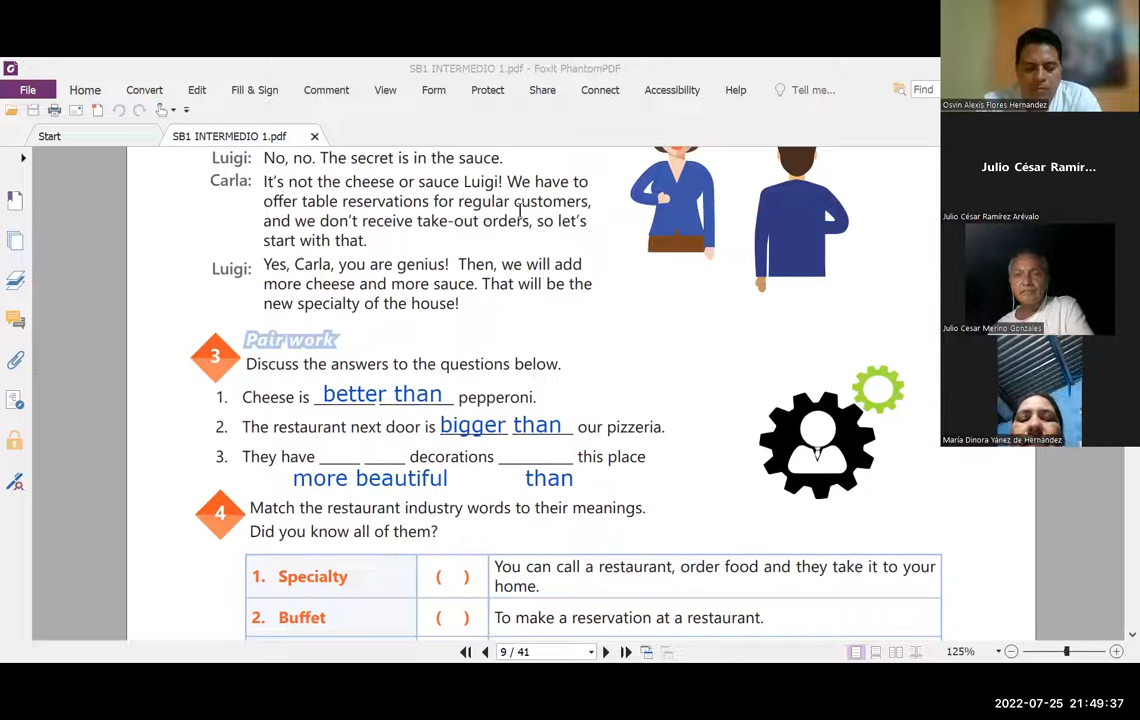 SB1 INTERMEDIO 1.pdf - Foxit PhantomPDF
File Home Convert Edit Fill & Sign Comment View Form Protect Share Connect Accessibility Help Tell me... Find
Start SB1 INTERMEDIO 1.pdf
Luigi: No, no. The secret is in the sauce.
Carla: It's not the cheese or sauce Luigi! We have to
offer table reservations for regular customers,
and we don't receive take-out orders, so let's
start with that.
Luigi: Yes, Carla, you are genius! Then, we will add
more cheese and more sauce. That will be the
new specialty of the house!
3 Pair work
Discuss the answers to the questions below.
1. Cheese is better than pepperoni.
2. The restaurant next door is bigger than our pizzeria.
3. They have _____ _____ decorations _________ this place
more beautiful than
4 Match the restaurant industry words to their meanings.
Did you know all of them?
1. Specialty ( ) You can call a restaurant, order food and they take it to your
home.
2. Buffet ( ) To make a reservation at a restaurant.
9 / 41
125%
Osvin Alexis Flores Hernandez
Julio César Ramír...
Julio César Ramírez Arévalo
Julio Cesar Merino Gonzales
María Dinora Yánez de Hernández
2022-07-25 21:49:37